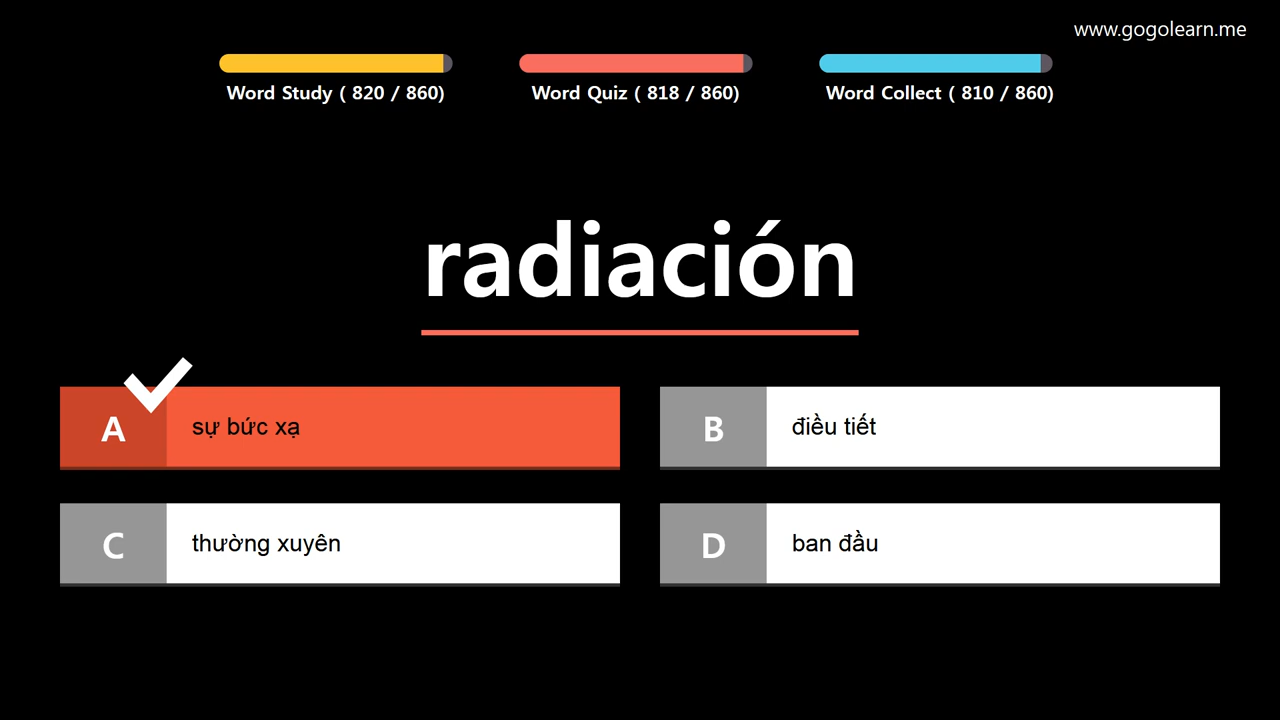 www.gogolearn.me
Word Study ( 820 / 860)
Word Quiz ( 818 / 860)
Word Collect ( 810 / 860)
radiación
A
sự bức xạ
B
điều tiết
C
thường xuyên
D
ban đầu